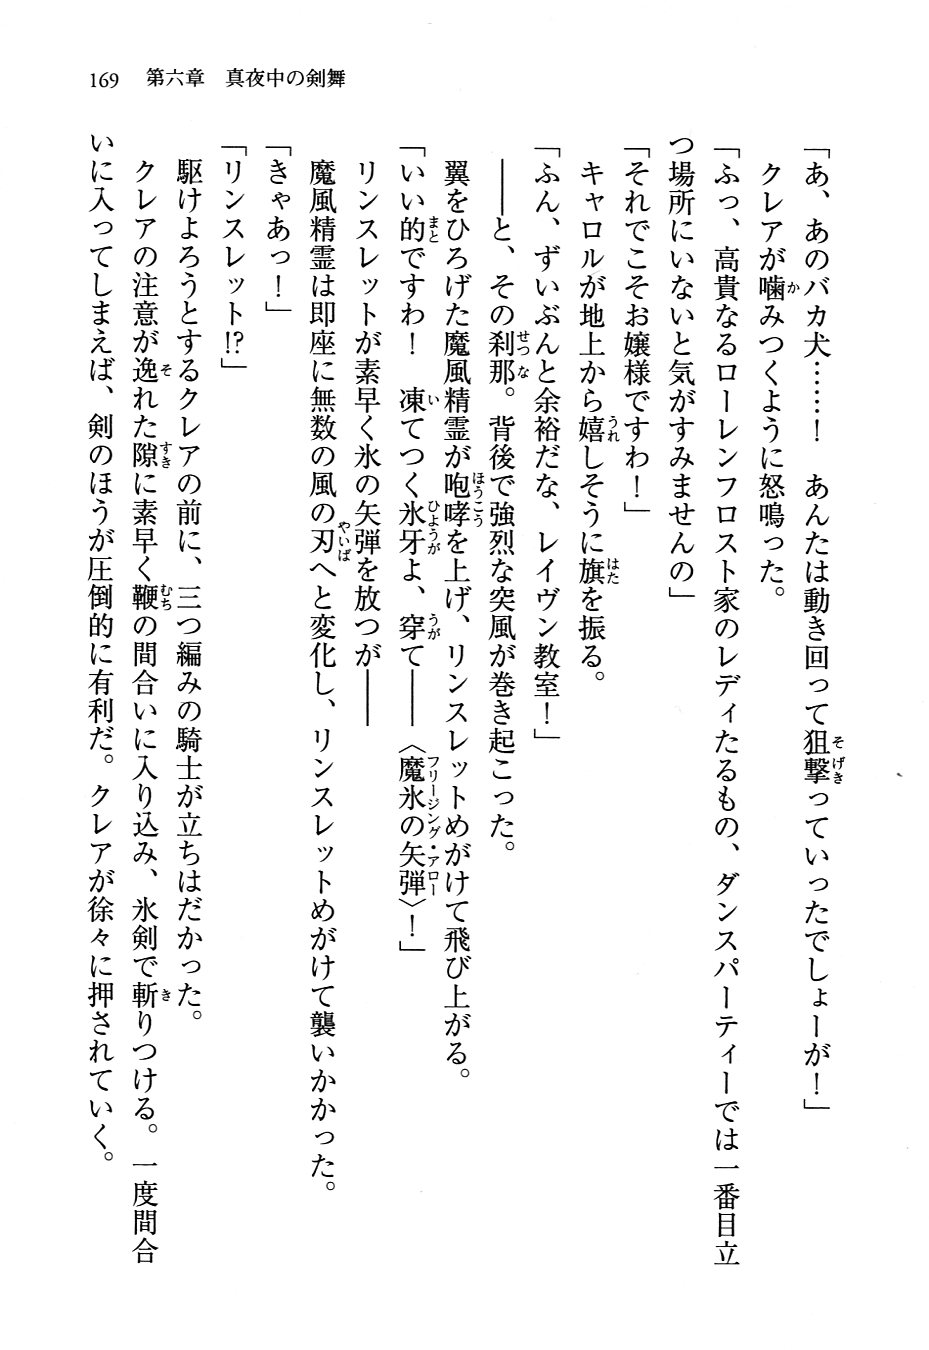 169　第六章　真夜中の剣舞
「あ、あのバカ犬……！　あんたは動き回って狙撃っていったでしょーが！」
クレアが噛みつくように怒鳴った。
「ふっ、高貴なるローレンフロスト家のレディたるもの、ダンスパーティーでは一番目立
つ場所にいないと気がすみませんの」
「それでこそお嬢様ですわ！」
キャロルが地上から嬉しそうに旗を振る。
「ふん、ずいぶんと余裕だな、レイヴン教室！」
――と、その刹那。背後で強烈な突風が巻き起こった。
翼をひろげた魔風精霊が咆哮を上げ、リンスレットめがけて飛び上がる。
「いい的ですわ！　凍てつく氷牙よ、穿て――〈魔氷の矢弾〉！」
リンスレットが素早く氷の矢弾を放つが――
魔風精霊は即座に無数の風の刃へと変化し、リンスレットめがけて襲いかかった。
「きゃあっ！」
「リンスレット!?」
駆けよろうとするクレアの前に、三つ編みの騎士が立ちはだかった。
クレアの注意が逸れた隙に素早く鞭の間合いに入り込み、氷剣で斬りつける。一度間合
いに入ってしまえば、剣のほうが圧倒的に有利だ。クレアが徐々に押されていく。